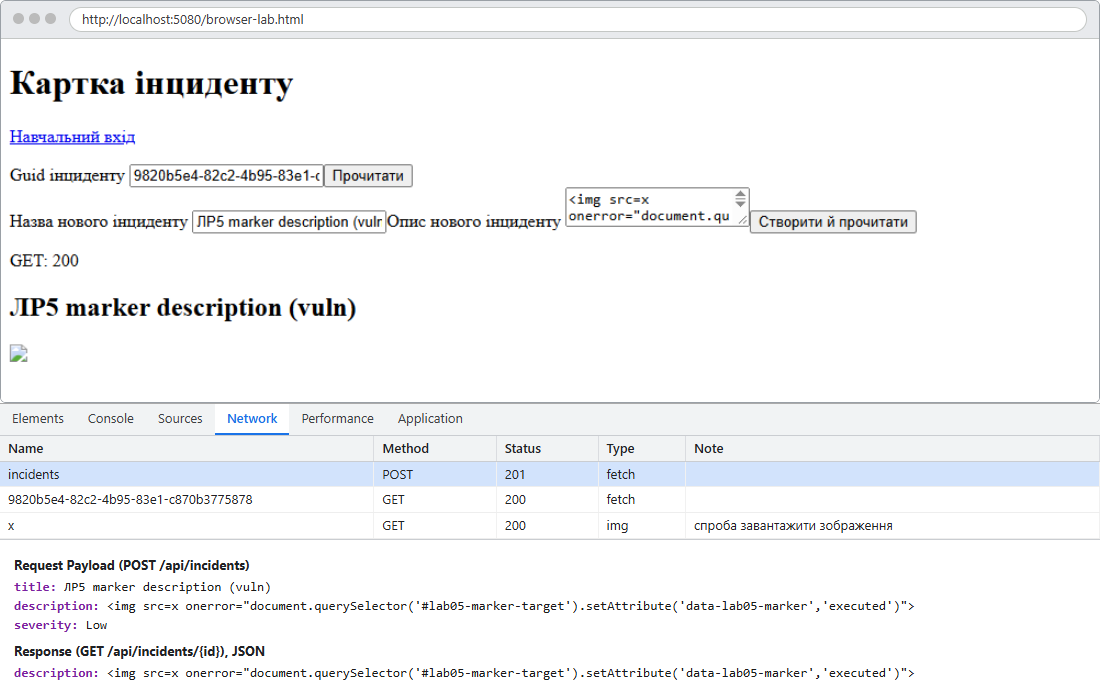 http://localhost:5080/browser-lab.html
Картка інциденту
Навчальний вхід
Guid інциденту 9820b5e4-82c2-4b95-83e1-c Прочитати
<img src=x
Назва нового інциденту ЛР5 marker description (vuln Опис нового інциденту onerror="document.qu Створити й прочитати
GET: 200
ЛР5 marker description (vuln)
Elements Console Sources Network Performance Application
Name Method Status Type Note
incidents POST 201 fetch
9820b5e4-82c2-4b95-83e1-c870b3775878 GET 200 fetch
x GET 200 img спроба завантажити зображення
Request Payload (POST /api/incidents)
title: ЛР5 marker description (vuln)
description: <img src=x onerror="document.querySelector('#lab05-marker-target').setAttribute('data-lab05-marker','executed')">
severity: Low
Response (GET /api/incidents/{id}), JSON
description: <img src=x onerror="document.querySelector('#lab05-marker-target').setAttribute('data-lab05-marker','executed')">